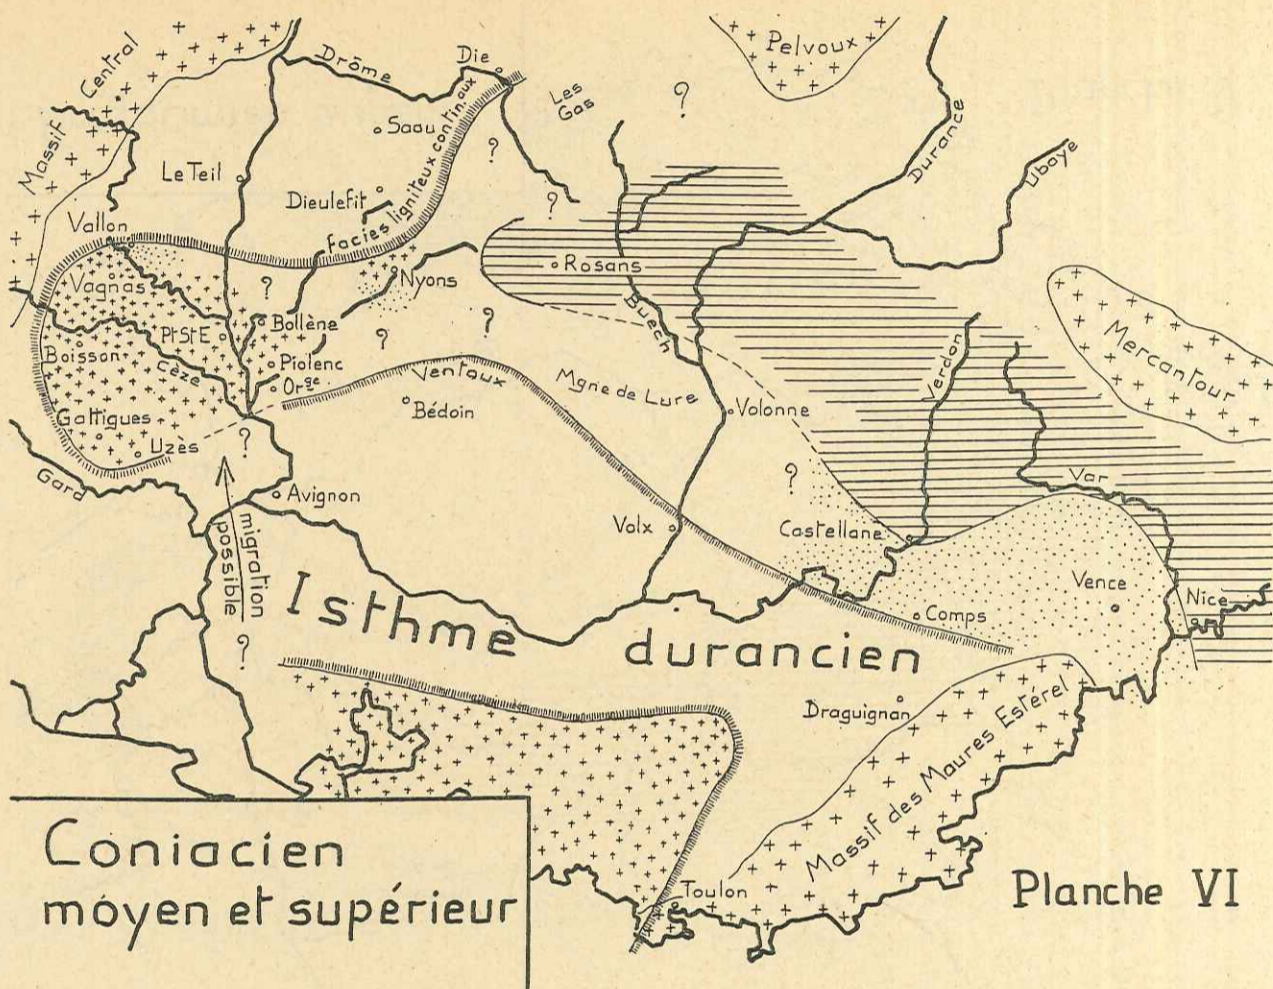 Massif Central
Drôme
Die
Pelvoux
Les Gas
?
Durance
Ubaye
Saou
Le Teil
Dieulefit
facies ligniteux contin.aux
?
?
Vallon
Vagnas
?
Nyons
Rosans
Buech
Bollène
Pt St E
?
?
Boisson
Cèze
Piolenc
Orge
Ventoux
Mgne de Lure
Verdon
Mercantour
Bédoin
Volonne
Gattigues
Uzès
?
?
Var
Gard
Avignon
migration possible
?
Volx
Castellane
Vence
Nice
Comps
Isthme durancien
Draguignan
Massif des Maures Estérel
Toulon
Coniacien
moyen et supérieur
Planche VI